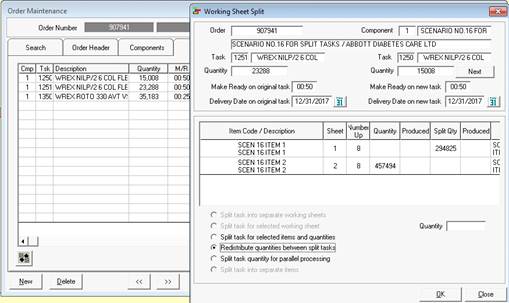 Order Maintenance
Order Number 907941
Search Order Header Components
Cmp Tsk Description Quantity M/R
1 1250 WREX NILP/2 6 COL FLE 15,008 00:50
1 1251 WREX NILP/2 6 COL FLE 23,288 00:50
1 1350 WREX ROTO 330 AVT VS 35,183 00:25
New Delete << >>
Working Sheet Split
Order 907941 Component 1 SCENARIO NO.16 FOR
SCENARIO NO.16 FOR SPLIT TASKS / ABBOTT DIABETES CARE LTD
Task 1251 WREX NILP/2 6 COL Task 1250 WREX NILP/2 6 COL
Quantity 23288 Quantity 15008 Next
Make Ready on original task 00:50 Make Ready on new task 00:50
Delivery Date on original task 12/31/2017 31 Delivery Date on new task 12/31/2017 31
Item Code / Description Sheet Number Up Quantity Produced Split Qty Produced
SCEN 16 ITEM 1
SCEN 16 ITEM 1 1 8 294825
SCEN 16 ITEM 2
SCEN 16 ITEM 2 2 8 457494
Split task into separate working sheets
Split task for selected working sheet Quantity
Split task for selected items and quantities
Redistribute quantities between split tasks
Split task quantity for parallel processing
Split task into separate items
OK Close